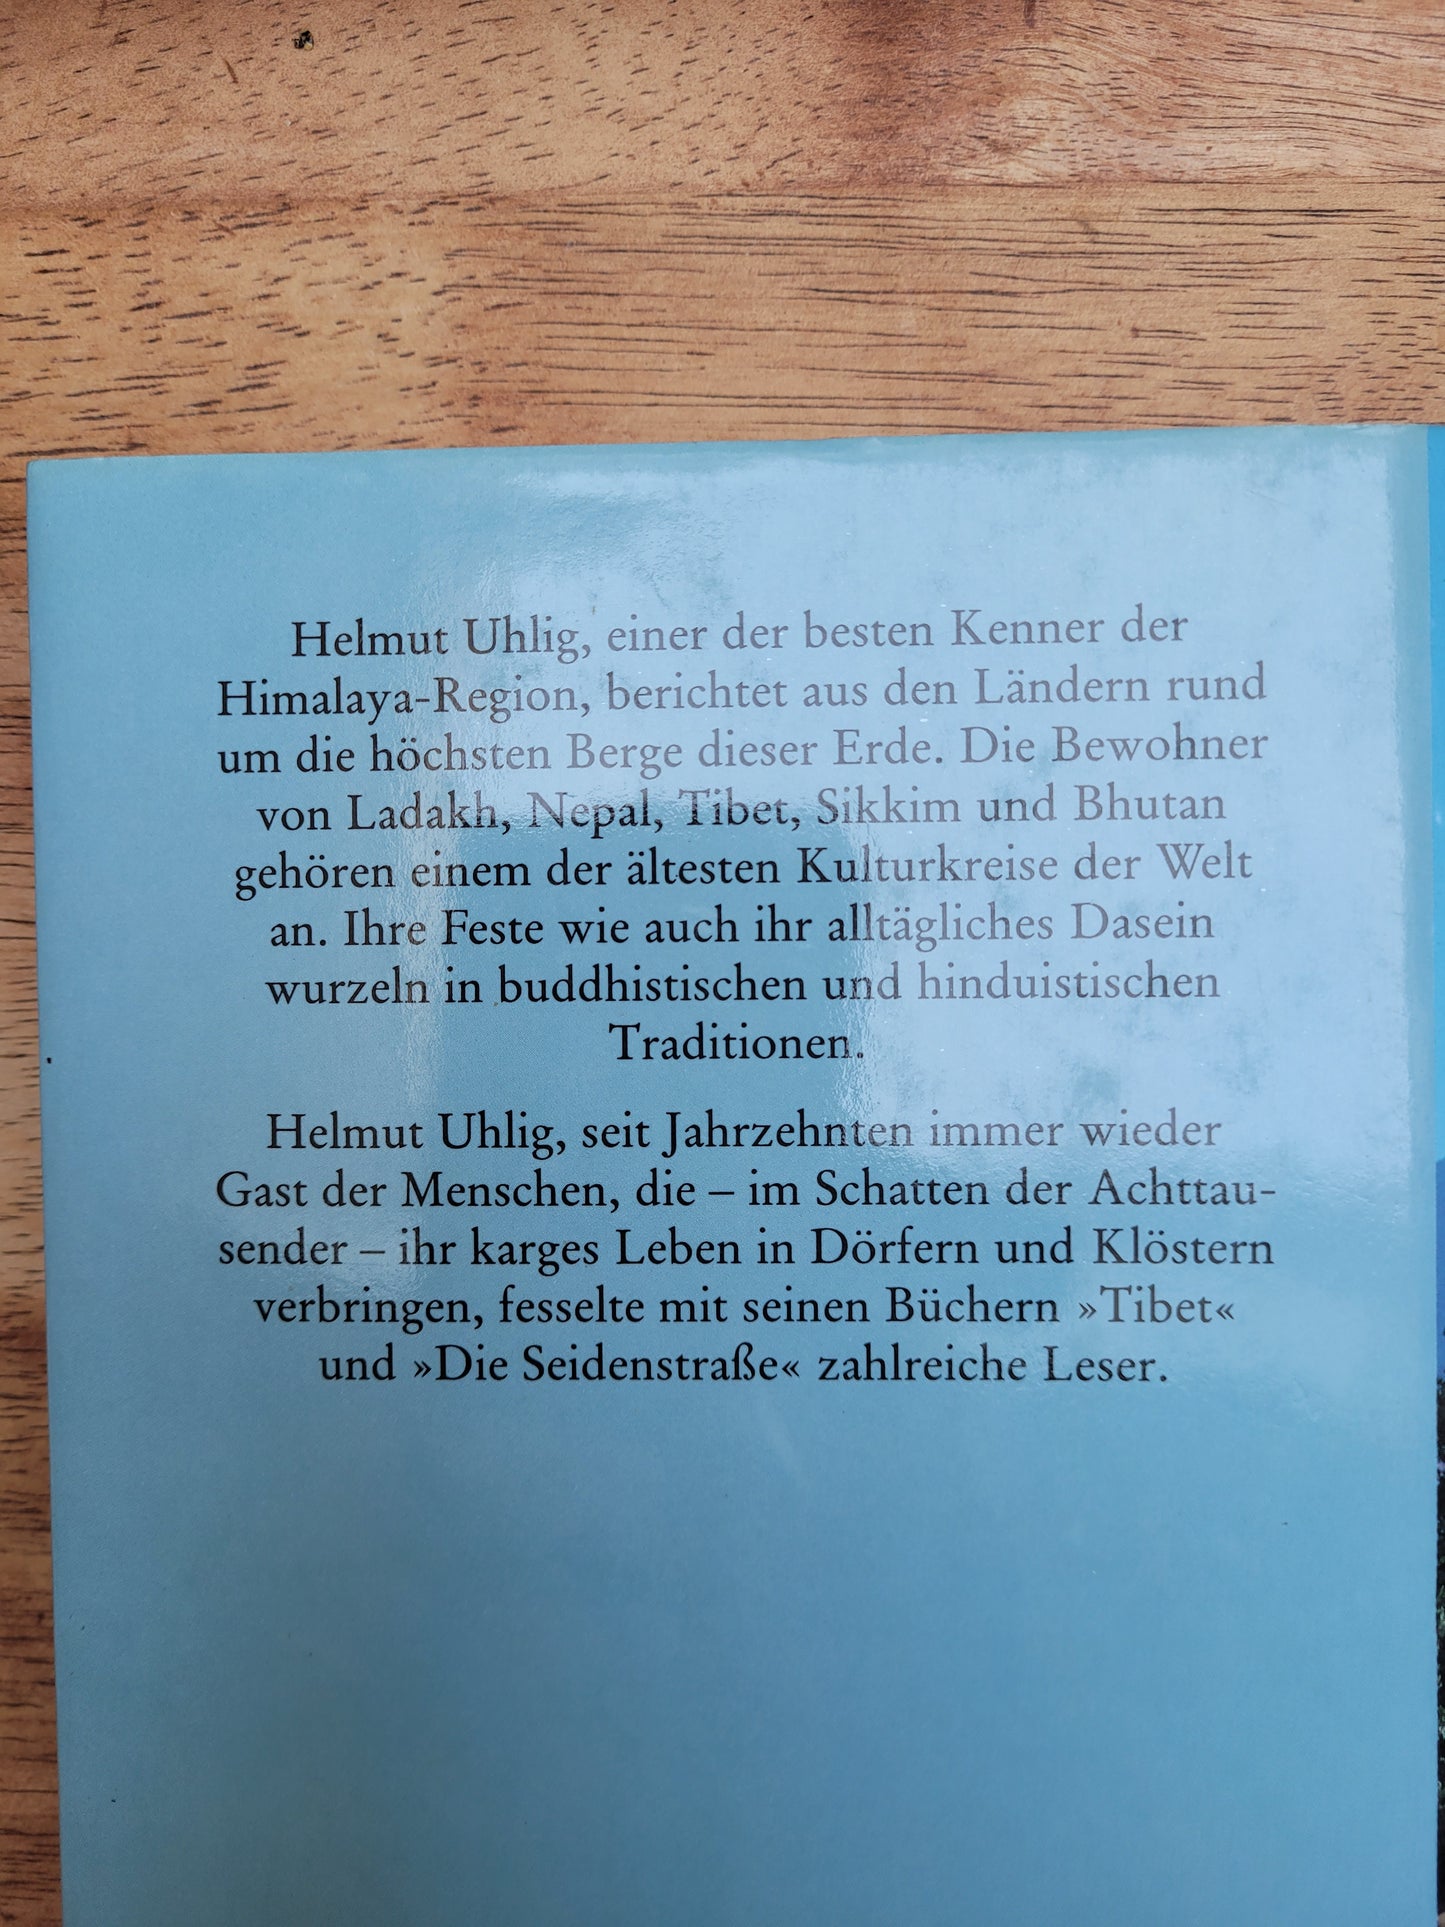 Helmut Uhlig, einer der besten Kenner der
Himalaya-Region, berichtet aus den Ländern rund
um die höchsten Berge dieser Erde. Die Bewohner
von Ladakh, Nepal, Tibet, Sikkim und Bhutan
gehören einem der ältesten Kulturkreise der Welt
an. Ihre Feste wie auch ihr alltägliches Dasein
wurzeln in buddhistischen und hinduistischen
Traditionen.
Helmut Uhlig, seit Jahrzehnten immer wieder
Gast der Menschen, die – im Schatten der Achttau-
sender – ihr karges Leben in Dörfern und Klöstern
verbringen, fesselte mit seinen Büchern »Tibet«
und »Die Seidenstraße« zahlreiche Leser.